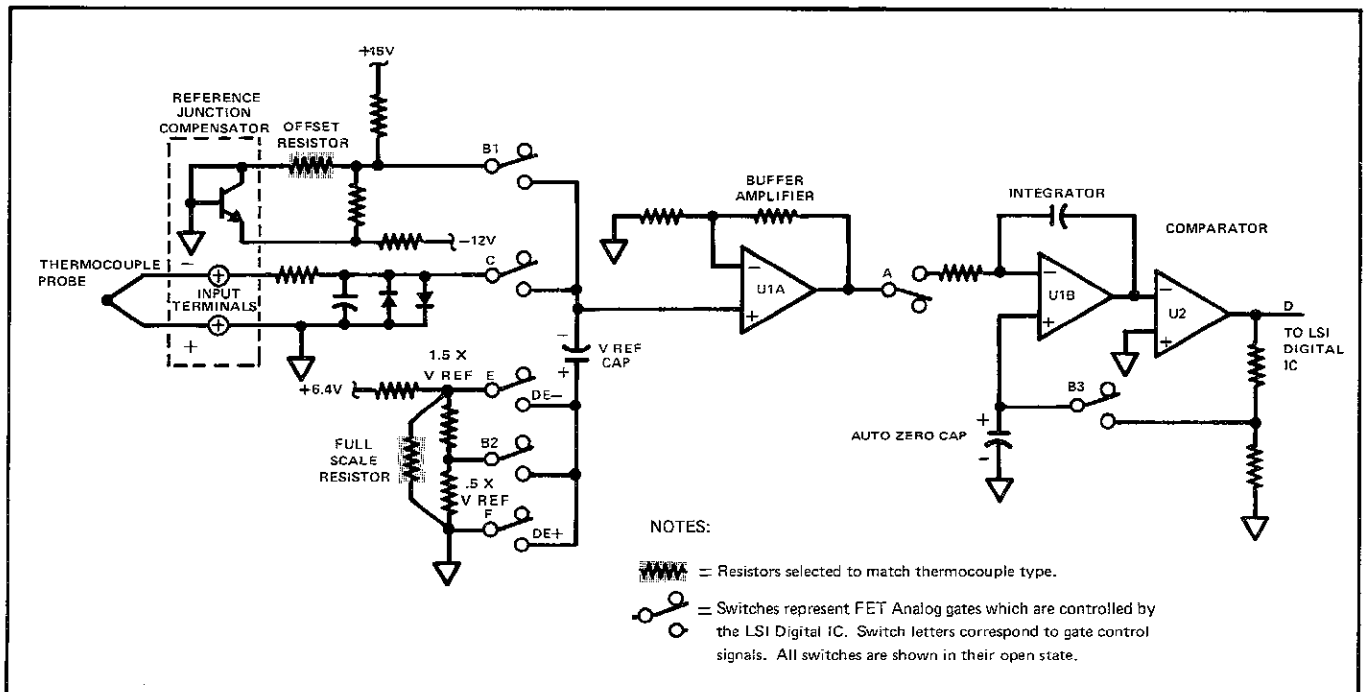 +15V
REFERENCE
JUNCTION
COMPENSATOR
OFFSET
RESISTOR
B1
BUFFER
AMPLIFIER
INTEGRATOR
COMPARATOR
−12V
−
THERMOCOUPLE
PROBE
INPUT
TERMINALS
+
C
−
U1A
+
A
−
U1B
+
−
U2
+
D
TO LSI
DIGITAL
IC
−
V REF
CAP
+
1.5 X
V REF
+6.4V
E
DE−
B3
FULL
SCALE
RESISTOR
B2
AUTO ZERO CAP
+
−
.5 X
V REF
F
DE+
NOTES:
= Resistors selected to match thermocouple type.
= Switches represent FET Analog gates which are controlled by
the LSI Digital IC. Switch letters correspond to gate control
signals. All switches are shown in their open state.